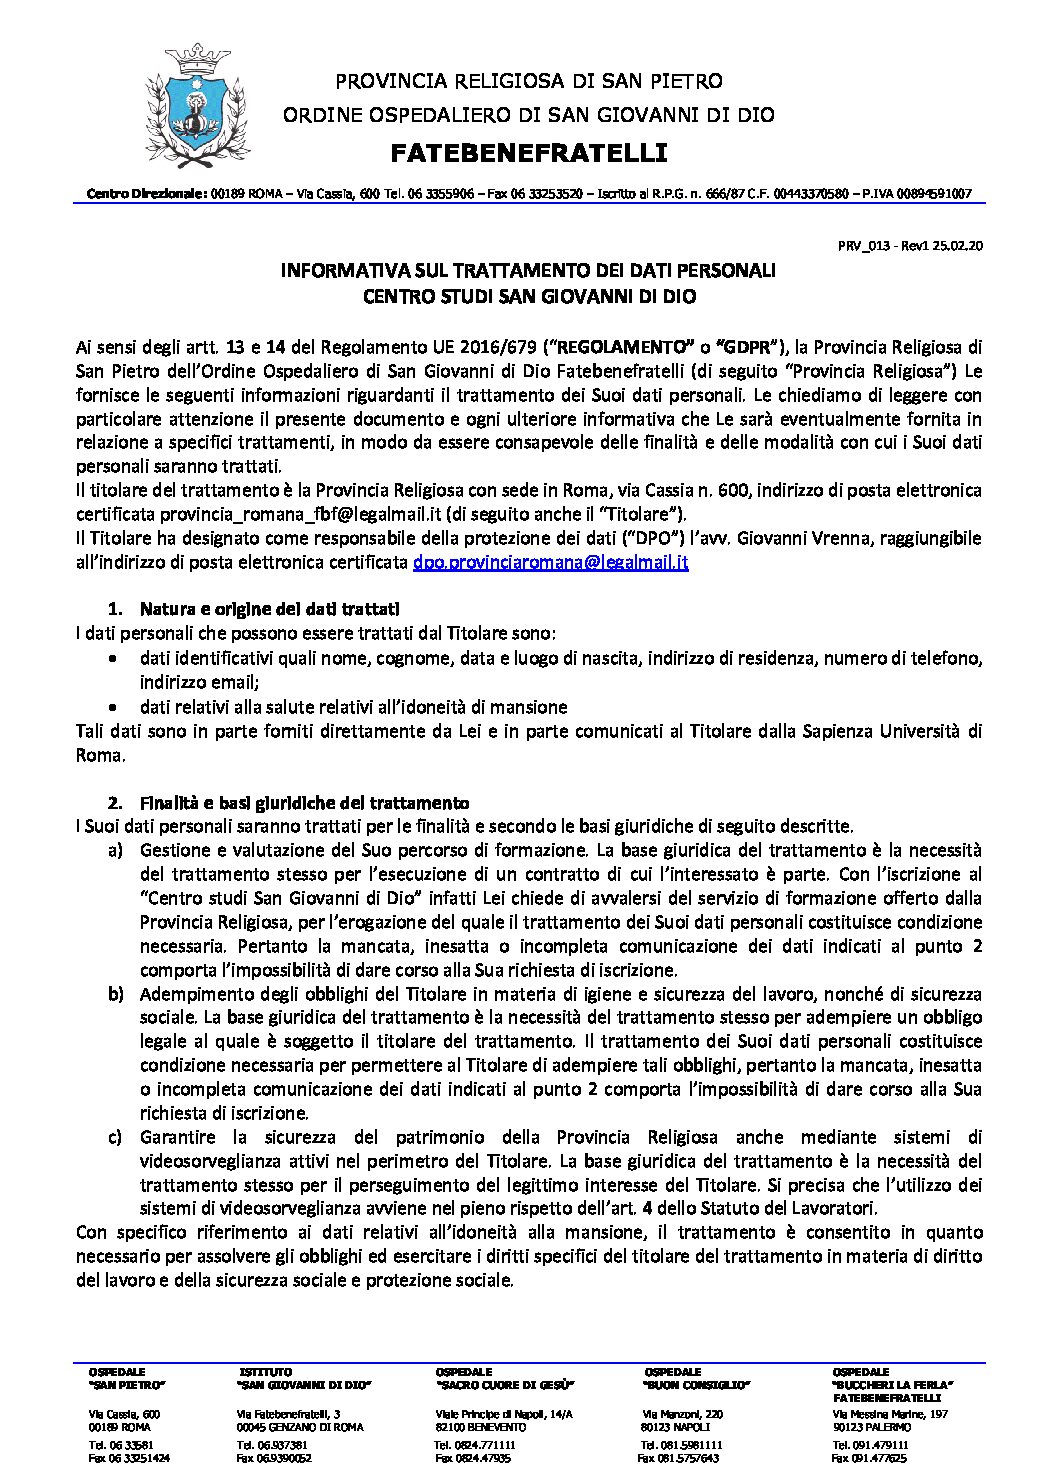 PROVINCIA RELIGIOSA DI SAN PIETRO
ORDINE OSPEDALIERO DI SAN GIOVANNI DI DIO
FATEBENEFRATELLI
Centro Direzionale: 00189 ROMA – Via Cassia, 600 Tel. 06 3355906 – Fax 06 33253520 – Iscritto al R.P.G. n. 666/87 C.F. 00443370580 – P.IVA 00894591007
PRV_013 - Rev1 25.02.20
INFORMATIVA SUL TRATTAMENTO DEI DATI PERSONALI
CENTRO STUDI SAN GIOVANNI DI DIO
Ai sensi degli artt. 13 e 14 del Regolamento UE 2016/679 (“REGOLAMENTO” o “GDPR”), la Provincia Religiosa di
San Pietro dell’Ordine Ospedaliero di San Giovanni di Dio Fatebenefratelli (di seguito “Provincia Religiosa”) Le
fornisce le seguenti informazioni riguardanti il trattamento dei Suoi dati personali. Le chiediamo di leggere con
particolare attenzione il presente documento e ogni ulteriore informativa che Le sarà eventualmente fornita in
relazione a specifici trattamenti, in modo da essere consapevole delle finalità e delle modalità con cui i Suoi dati
personali saranno trattati.
Il titolare del trattamento è la Provincia Religiosa con sede in Roma, via Cassia n. 600, indirizzo di posta elettronica
certificata provincia_romana_fbf@legalmail.it (di seguito anche il “Titolare”).
Il Titolare ha designato come responsabile della protezione dei dati (“DPO”) l’avv. Giovanni Vrenna, raggiungibile
all’indirizzo di posta elettronica certificata dpo.provinciaromana@legalmail.it
1. Natura e origine dei dati trattati
I dati personali che possono essere trattati dal Titolare sono:
• dati identificativi quali nome, cognome, data e luogo di nascita, indirizzo di residenza, numero di telefono,
indirizzo email;
• dati relativi alla salute relativi all’idoneità di mansione
Tali dati sono in parte forniti direttamente da Lei e in parte comunicati al Titolare dalla Sapienza Università di
Roma.
2. Finalità e basi giuridiche del trattamento
I Suoi dati personali saranno trattati per le finalità e secondo le basi giuridiche di seguito descritte.
a) Gestione e valutazione del Suo percorso di formazione. La base giuridica del trattamento è la necessità
del trattamento stesso per l’esecuzione di un contratto di cui l’interessato è parte. Con l’iscrizione al
“Centro studi San Giovanni di Dio” infatti Lei chiede di avvalersi del servizio di formazione offerto dalla
Provincia Religiosa, per l’erogazione del quale il trattamento dei Suoi dati personali costituisce condizione
necessaria. Pertanto la mancata, inesatta o incompleta comunicazione dei dati indicati al punto 2
comporta l’impossibilità di dare corso alla Sua richiesta di iscrizione.
b) Adempimento degli obblighi del Titolare in materia di igiene e sicurezza del lavoro, nonché di sicurezza
sociale. La base giuridica del trattamento è la necessità del trattamento stesso per adempiere un obbligo
legale al quale è soggetto il titolare del trattamento. Il trattamento dei Suoi dati personali costituisce
condizione necessaria per permettere al Titolare di adempiere tali obblighi, pertanto la mancata, inesatta
o incompleta comunicazione dei dati indicati al punto 2 comporta l’impossibilità di dare corso alla Sua
richiesta di iscrizione.
c) Garantire la sicurezza del patrimonio della Provincia Religiosa anche mediante sistemi di
videosorveglianza attivi nel perimetro del Titolare. La base giuridica del trattamento è la necessità del
trattamento stesso per il perseguimento del legittimo interesse del Titolare. Si precisa che l’utilizzo dei
sistemi di videosorveglianza avviene nel pieno rispetto dell’art. 4 dello Statuto dei Lavoratori.
Con specifico riferimento ai dati relativi all’idoneità alla mansione, il trattamento è consentito in quanto
necessario per assolvere gli obblighi ed esercitare i diritti specifici del titolare del trattamento in materia di diritto
del lavoro e della sicurezza sociale e protezione sociale.
OSPEDALE
“SAN PIETRO”
Via Cassia, 600
00189 ROMA
Tel. 06 33581
Fax 06 33251424
ISTITUTO
“SAN GIOVANNI DI DIO”
Via Fatebenefratelli, 3
00045 GENZANO DI ROMA
Tel. 06.937381
Fax 06.9390052
OSPEDALE
“SACRO CUORE DI GESÙ”
Viale Principe di Napoli, 14/A
82100 BENEVENTO
Tel. 0824.771111
Fax 0824.47935
OSPEDALE
“BUON CONSIGLIO”
Via Manzoni, 220
80123 NAPOLI
Tel. 081.5981111
Fax 081.5757643
OSPEDALE
“BUCCHERI LA FERLA”
FATEBENEFRATELLI
Via Messina Marine, 197
90123 PALERMO
Tel. 091.479111
Fax 091.477625